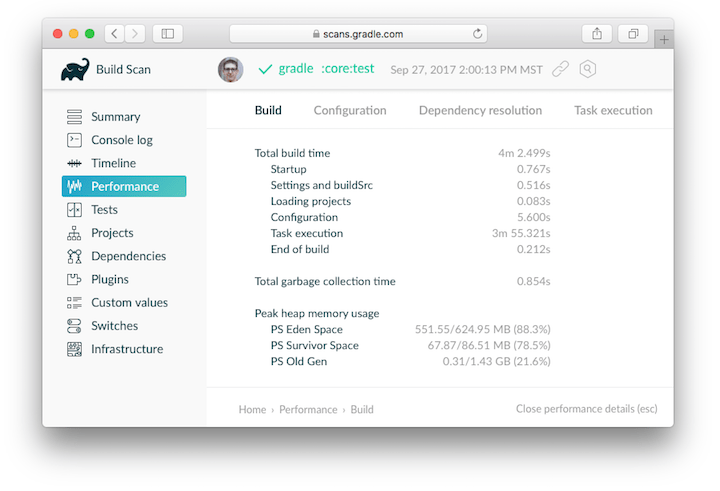 scans.gradle.com
Build Scan
gradle :core:test Sep 27, 2017 2:00:13 PM MST
Summary
Console log
Timeline
Performance
Tests
Projects
Dependencies
Plugins
Custom values
Switches
Infrastructure
Build Configuration Dependency resolution Task execution
Total build time 4m 2.499s
Startup 0.767s
Settings and buildSrc 0.516s
Loading projects 0.083s
Configuration 5.600s
Task execution 3m 55.321s
End of build 0.212s
Total garbage collection time 0.854s
Peak heap memory usage
PS Eden Space 551.55/624.95 MB (88.3%)
PS Survivor Space 67.87/86.51 MB (78.5%)
PS Old Gen 0.31/1.43 GB (21.6%)
Home › Performance › Build Close performance details (esc)